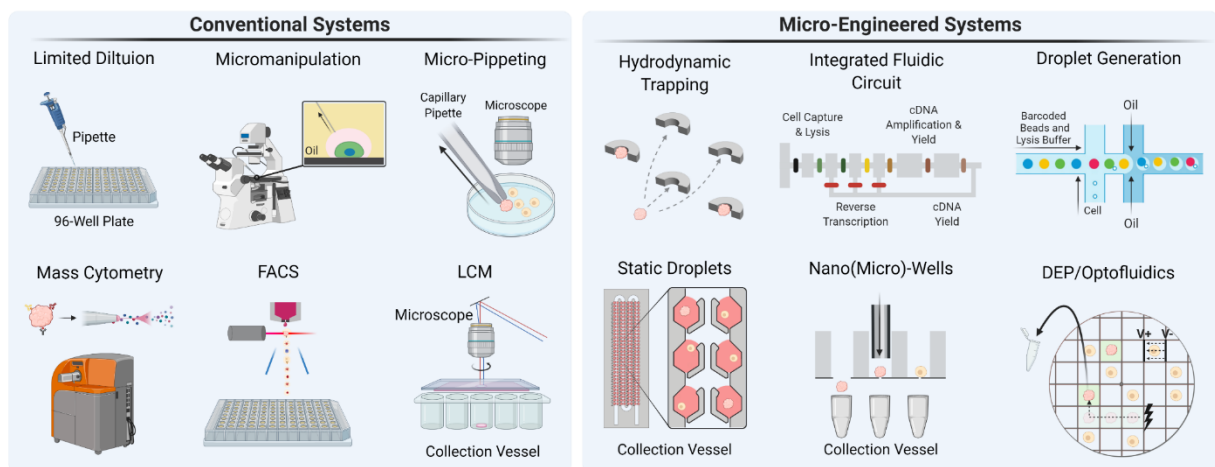 Conventional Systems
Limited Diltuion
Pipette
96-Well Plate
Micromanipulation
Oil
Micro-Pippeting
Capillary
Pipette
Microscope
Mass Cytometry
FACS
LCM
Microscope
Collection Vessel
Micro-Engineered Systems
Hydrodynamic
Trapping
Integrated Fluidic
Circuit
Cell Capture
& Lysis
cDNA
Amplification &
Yield
Reverse
Transcription
cDNA
Yield
Droplet Generation
Barcoded
Beads and
Lysis Buffer
Oil
Cell
Oil
Static Droplets
Collection Vessel
Nano(Micro)-Wells
Collection Vessel
DEP/Optofluidics
V+ V-